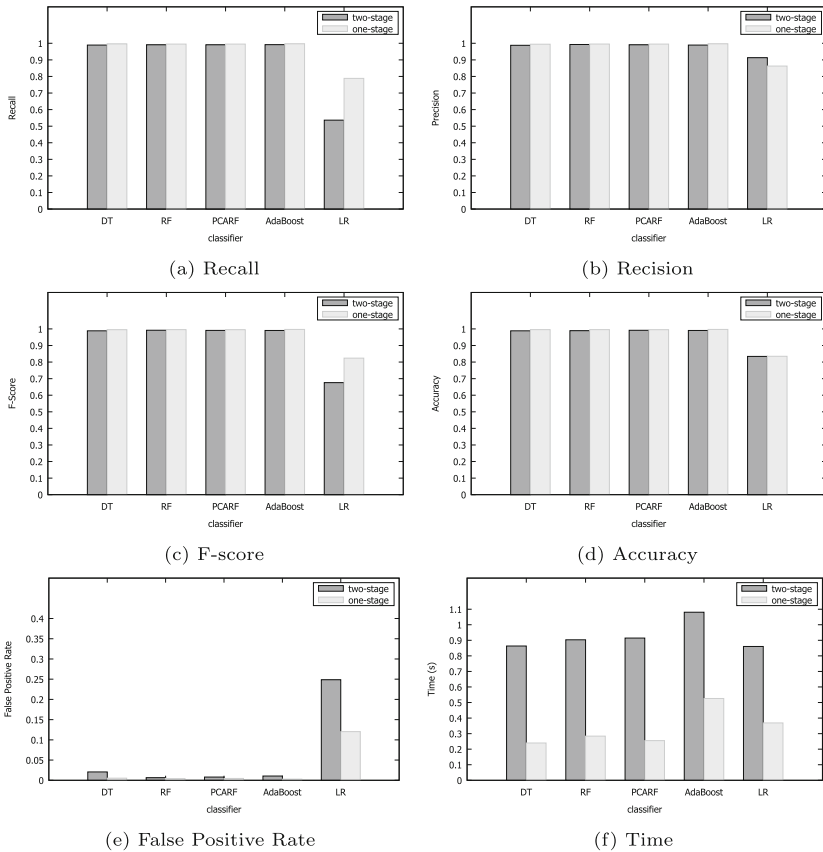 two-stage
one-stage
1
0.9
0.8
0.7
0.6
0.5
0.4
0.3
0.2
0.1
0
Recall
DT RF PCARF AdaBoost LR
classifier
(a) Recall
two-stage
one-stage
1
0.9
0.8
0.7
0.6
0.5
0.4
0.3
0.2
0.1
0
Precision
DT RF PCARF AdaBoost LR
classifier
(b) Recision
two-stage
one-stage
1
0.9
0.8
0.7
0.6
0.5
0.4
0.3
0.2
0.1
0
F-Score
DT RF PCARF AdaBoost LR
classifier
(c) F-score
two-stage
one-stage
1
0.9
0.8
0.7
0.6
0.5
0.4
0.3
0.2
0.1
0
Accuracy
DT RF PCARF AdaBoost LR
classifier
(d) Accuracy
two-stage
one-stage
0.4
0.35
0.3
0.25
0.2
0.15
0.1
0.05
0
False Positive Rate
DT RF PCARF AdaBoost LR
classifier
(e) False Positive Rate
two-stage
one-stage
1.1
1
0.9
0.8
0.7
0.6
0.5
0.4
0.3
0.2
0.1
0
Time (s)
DT RF PCARF AdaBoost LR
classifier
(f) Time